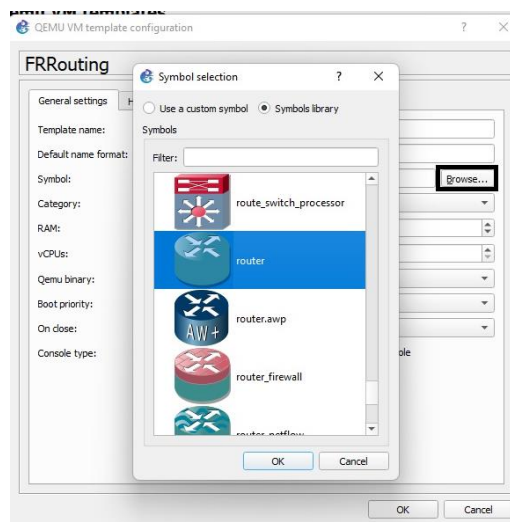 QEMU VM template configuration
FRRouting
General settings
Template name:
Default name format:
Symbol:
Browse...
Category:
RAM:
vCPUs:
Qemu binary:
Boot priority:
On close:
Console type:
Symbol selection
Use a custom symbol
Symbols library
Symbols
Filter:
route_switch_processor
router
router.awp
AW+
router_firewall
router_netflow
OK
Cancel
OK
Cancel